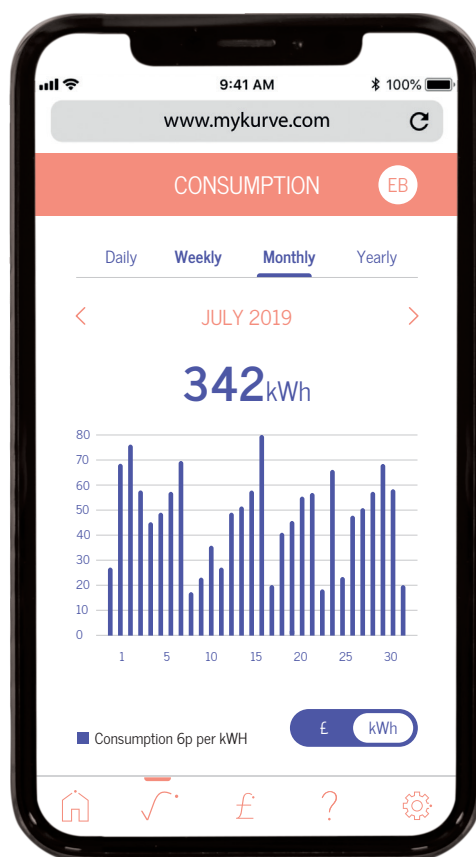 9:41 AM 100%
www.mykurve.com
CONSUMPTION EB
Daily Weekly Monthly Yearly
JULY 2019
342kWh
80
70
60
50
40
30
20
10
0
1 5 10 15 20 25 30
Consumption 6p per kWH
£ kWh
£ ?